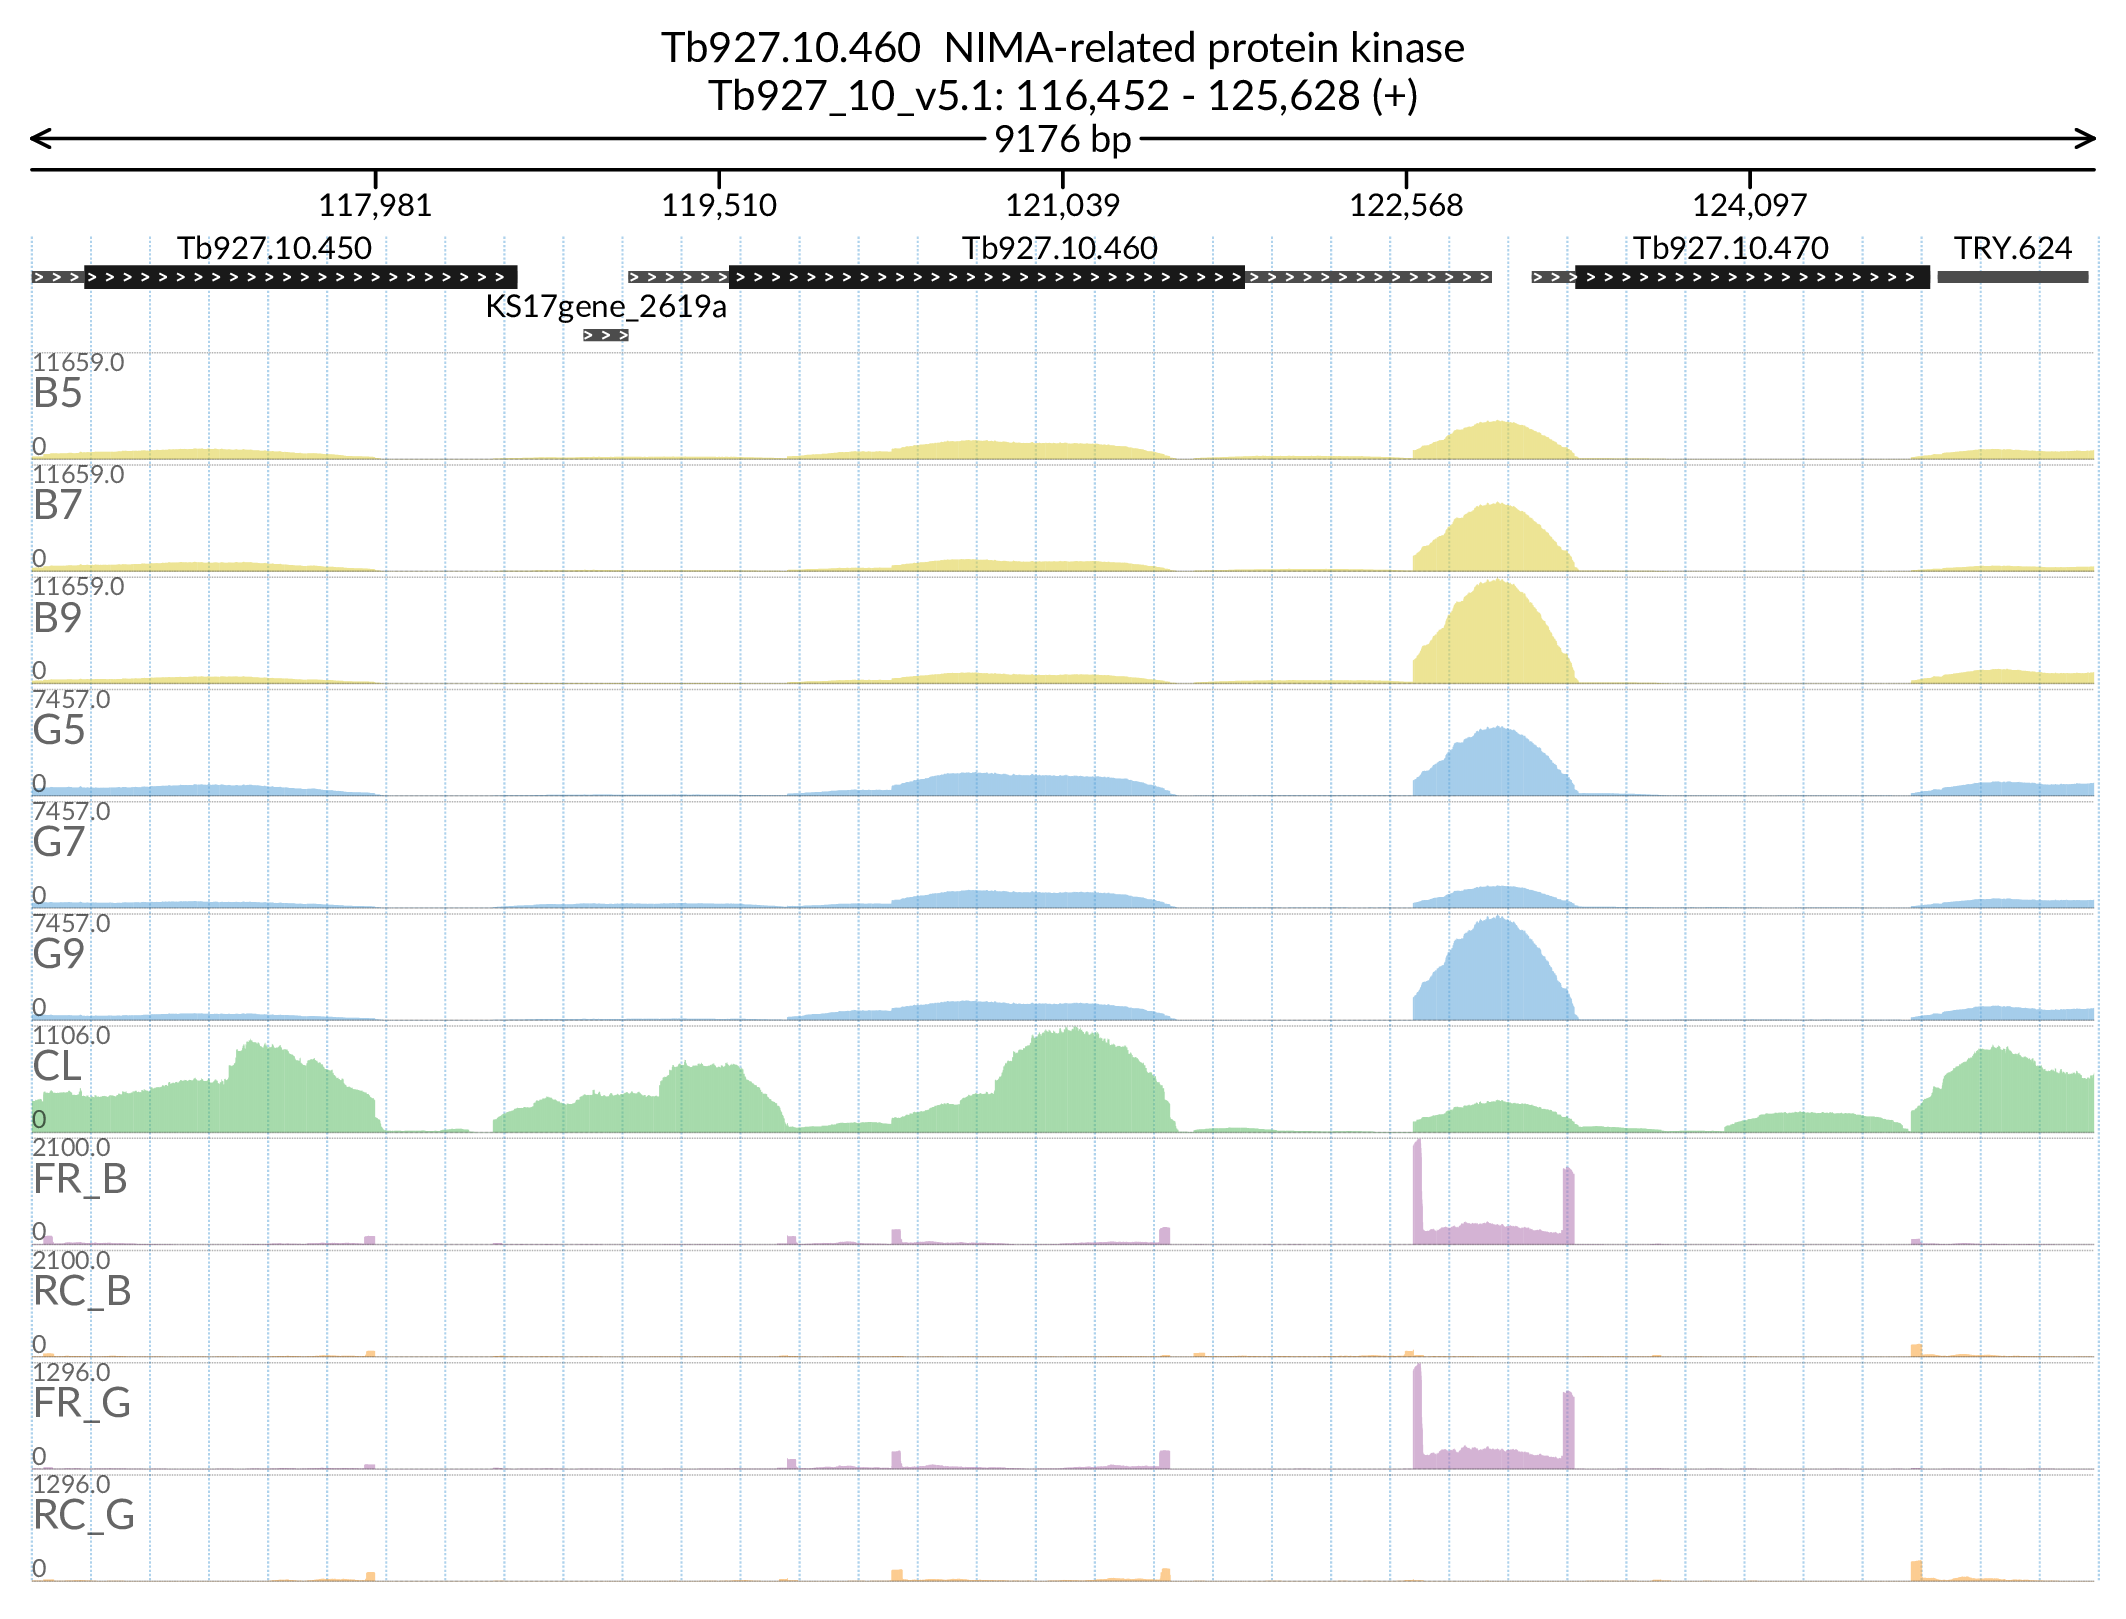 Tb927.10.460  NIMA-related protein kinase
Tb927_10_v5.1: 116,452 - 125,628 (+)
9176 bp
117,981 119,510 121,039 122,568 124,097
Tb927.10.450 Tb927.10.460 Tb927.10.470 TRY.624
KS17gene_2619a
11659.0
B5
0
11659.0
B7
0
11659.0
B9
0
7457.0
G5
0
7457.0
G7
0
7457.0
G9
0
1106.0
CL
0
2100.0
FR_B
0
2100.0
RC_B
0
1296.0
FR_G
0
1296.0
RC_G
0